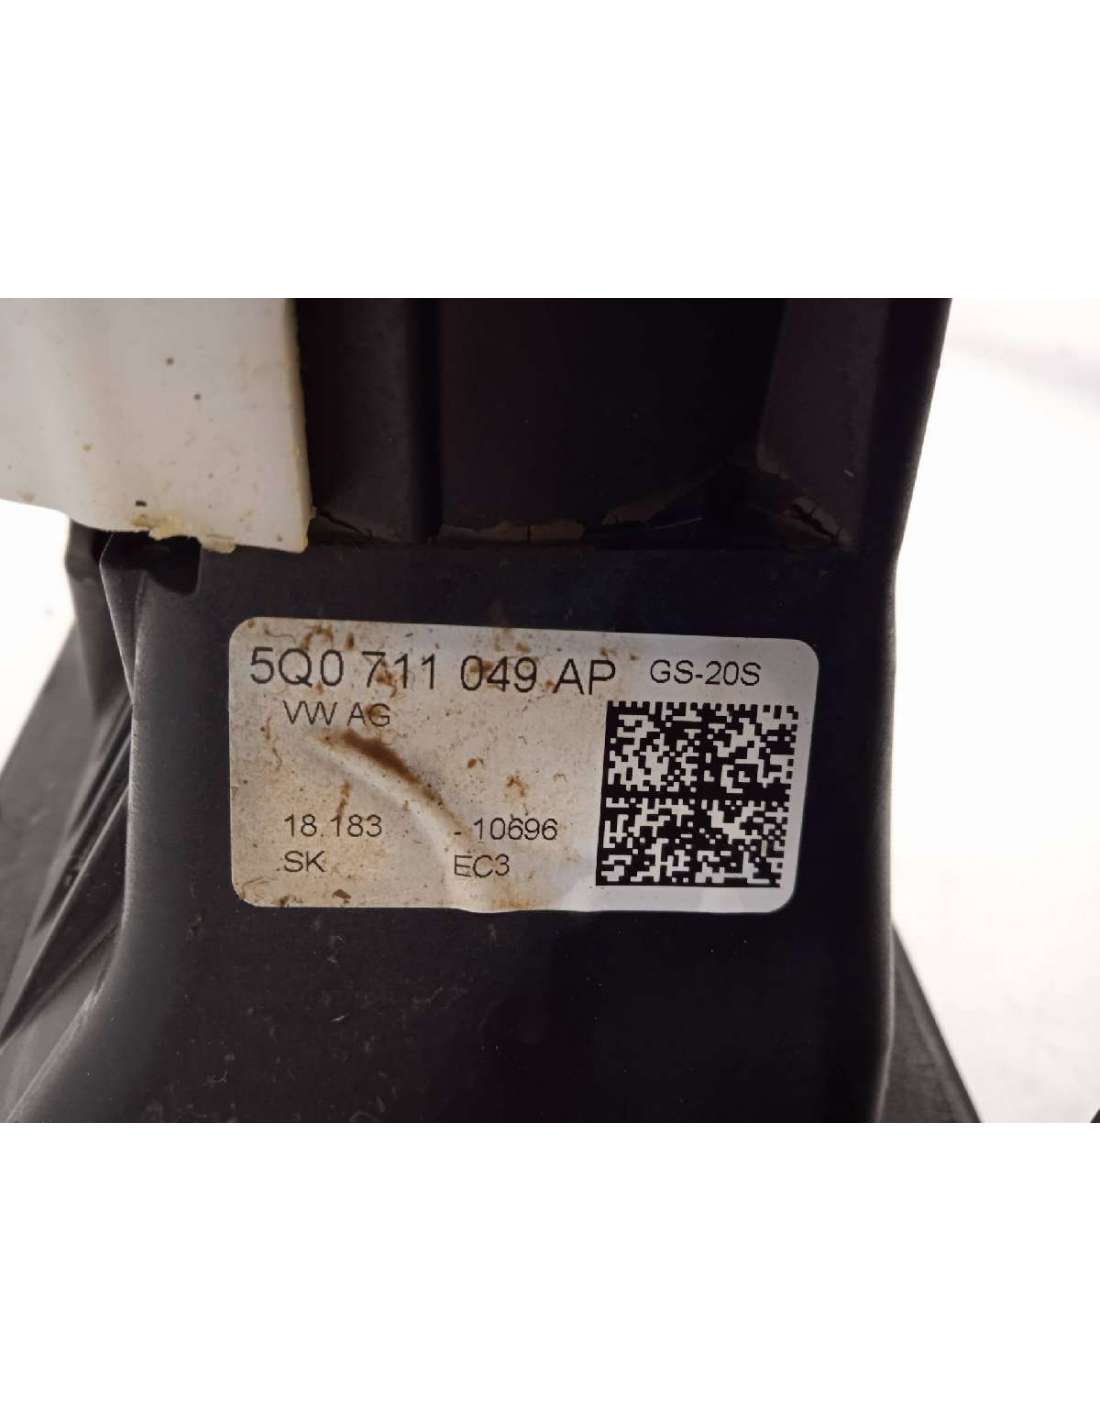 5Q0 711 049 AP GS-20S
VW AG
18.183 - 10696
SK EC3